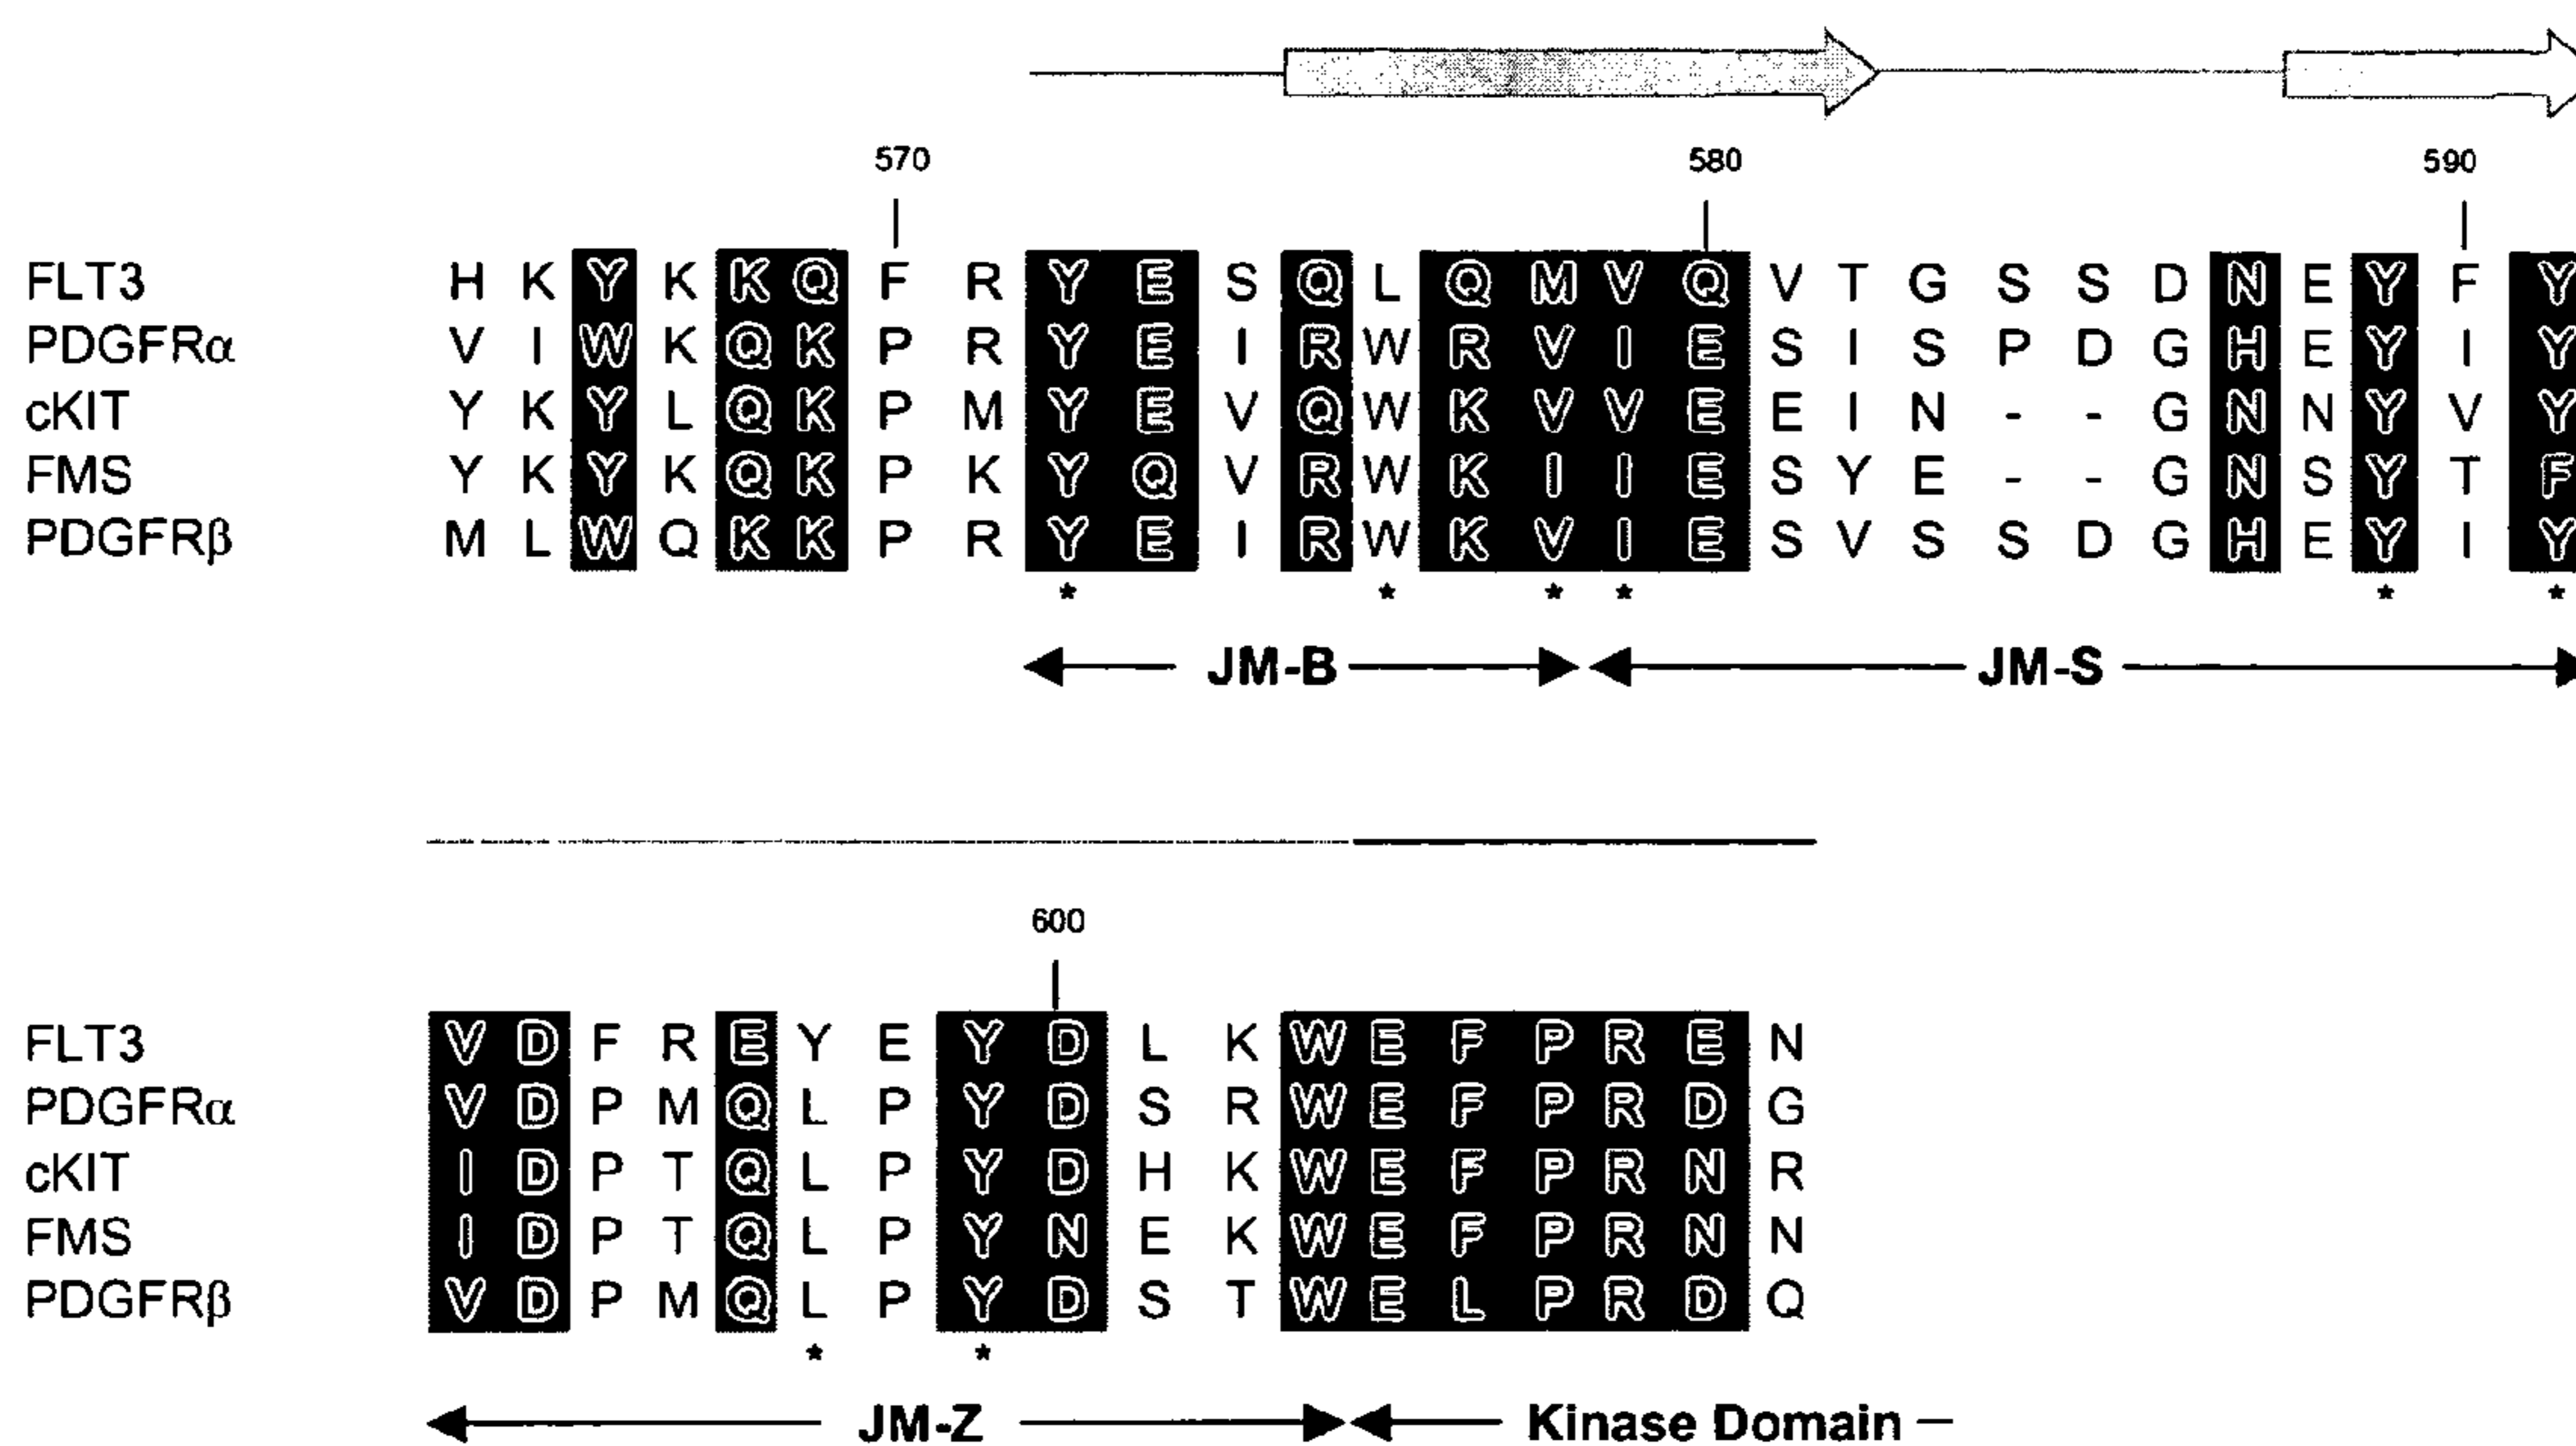 570 580 590
FLT3 H K Y K K Q F R Y E S Q L Q M V Q V T G S S D N E Y F Y
PDGFRα V I W K Q K P R Y E I R W R V I E S I S P D G H E Y I Y
cKIT Y K Y L Q K P M Y E V Q W K V V E E I N - - G N N Y V Y
FMS Y K Y K Q K P K Y Q V R W K I I E S Y E - - G N S Y T F
PDGFRβ M L W Q K K P R Y E I R W K V I E S V S S D G H E Y I Y
* * * * * *
JM-B JM-S
600
FLT3 V D F R E Y E Y D L K W E F P R E N
PDGFRα V D P M Q L P Y D S R W E F P R D G
cKIT I D P T Q L P Y D H K W E F P R N R
FMS I D P T Q L P Y N E K W E F P R N N
PDGFRβ V D P M Q L P Y D S T W E L P R D Q
* *
JM-Z Kinase Domain